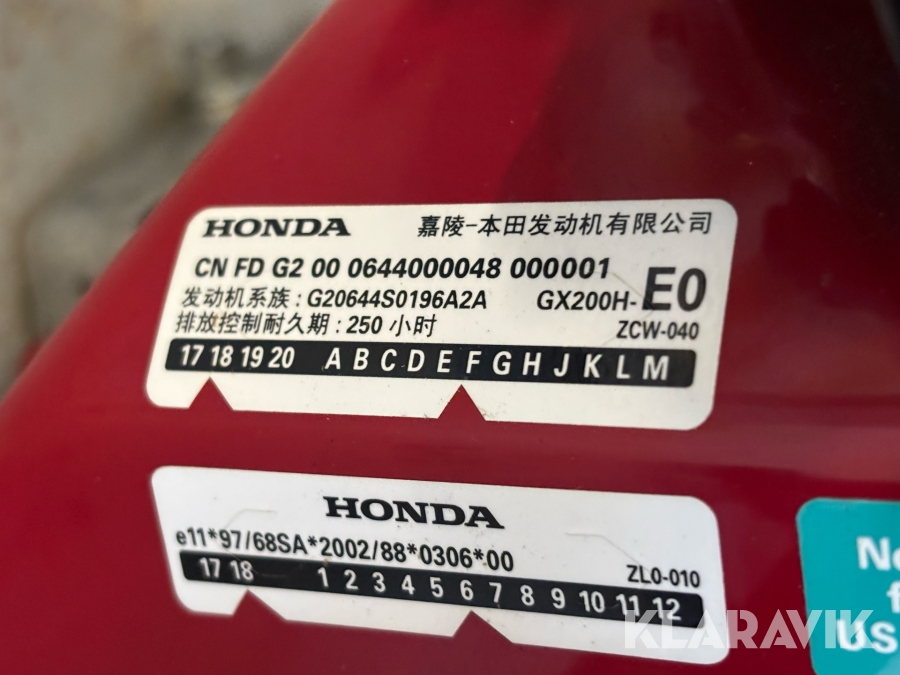 HONDA 嘉陵-本田发动机有限公司
CN FD G2 00 0644000048 000001
发动机系族:G20644S0196A2A GX200H-E0
排放控制耐久期:250 小时 ZCW-040
17 18 19 20 A B C D E F G H J K L M
HONDA
e11*97/68SA*2002/88*0306*00
ZL0-010
17 18 1 2 3 4 5 6 7 8 9 10 11 12
KLARAVIK